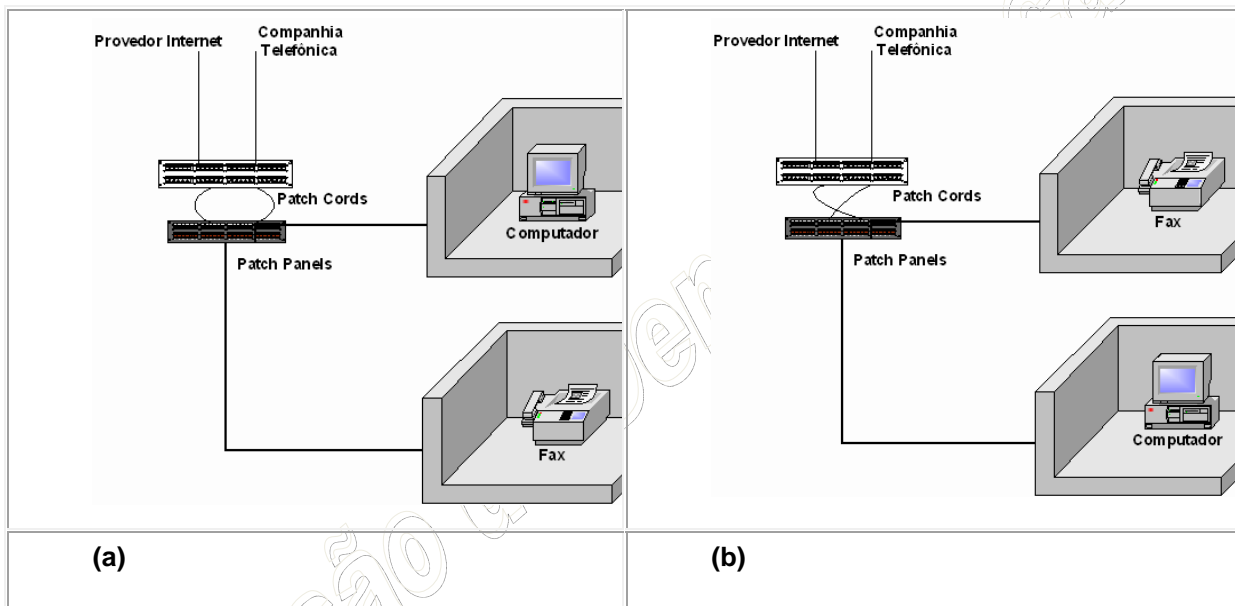 Provedor Internet
Companhia
Telefônica
Patch Cords
Computador
Patch Panels
Fax
(a)
Provedor Internet
Companhia
Telefônica
Patch Cords
Fax
Patch Panels
Computador
(b)